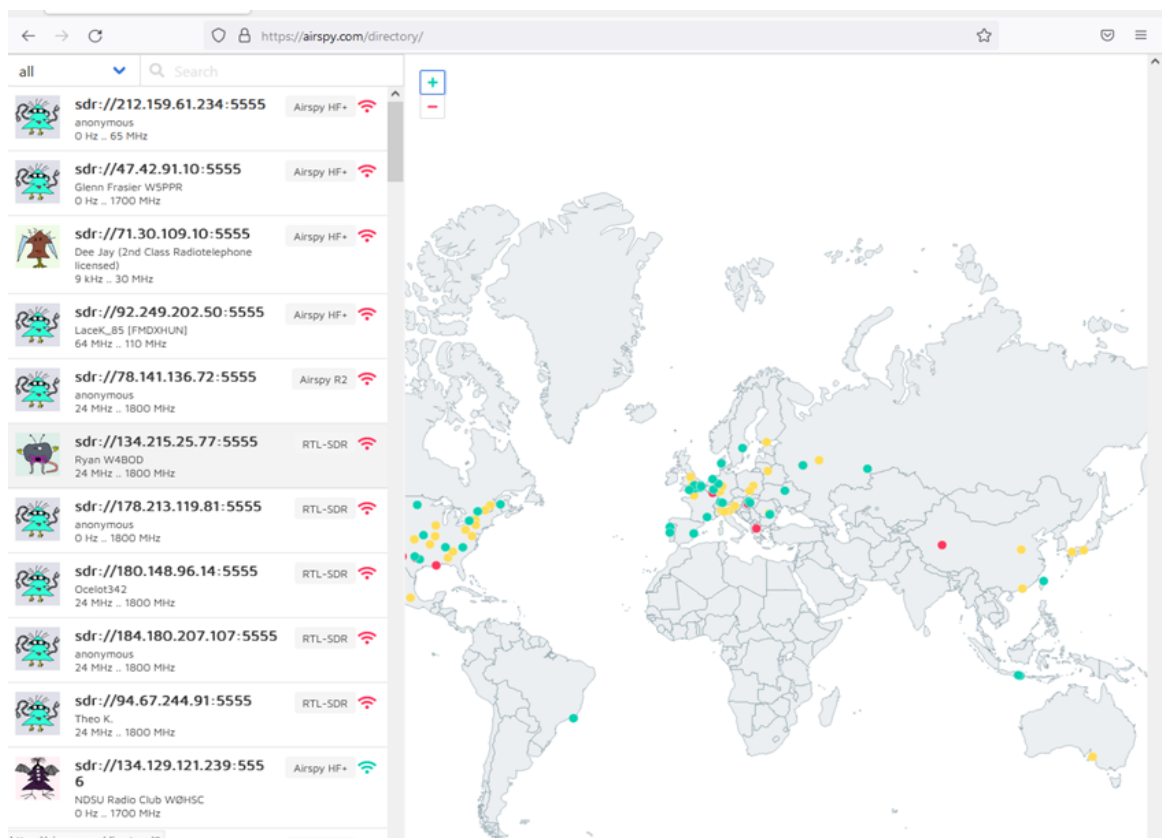 https://airspy.com/directory/
all
Search
+
−
sdr://212.159.61.234:5555
Airspy HF+
anonymous
0 Hz .. 65 MHz
sdr://47.42.91.10:5555
Airspy HF+
Glenn Frasier W5PPR
0 Hz .. 1700 MHz
sdr://71.30.109.10:5555
Airspy HF+
Dee Jay (2nd Class Radiotelephone
licensed)
9 kHz .. 30 MHz
sdr://92.249.202.50:5555
Airspy HF+
LaceK_85 [FMDXHUN]
64 MHz .. 110 MHz
sdr://78.141.136.72:5555
Airspy R2
anonymous
24 MHz .. 1800 MHz
sdr://134.215.25.77:5555
RTL-SDR
Ryan W4BOD
24 MHz .. 1800 MHz
sdr://178.213.119.81:5555
RTL-SDR
anonymous
0 Hz .. 1800 MHz
sdr://180.148.96.14:5555
RTL-SDR
Ocelot342
24 MHz .. 1800 MHz
sdr://184.180.207.107:5555
RTL-SDR
anonymous
24 MHz .. 1800 MHz
sdr://94.67.244.91:5555
RTL-SDR
Theo K.
24 MHz .. 1800 MHz
sdr://134.129.121.239:555
6
Airspy HF+
NDSU Radio Club WØHSC
0 Hz .. 1700 MHz